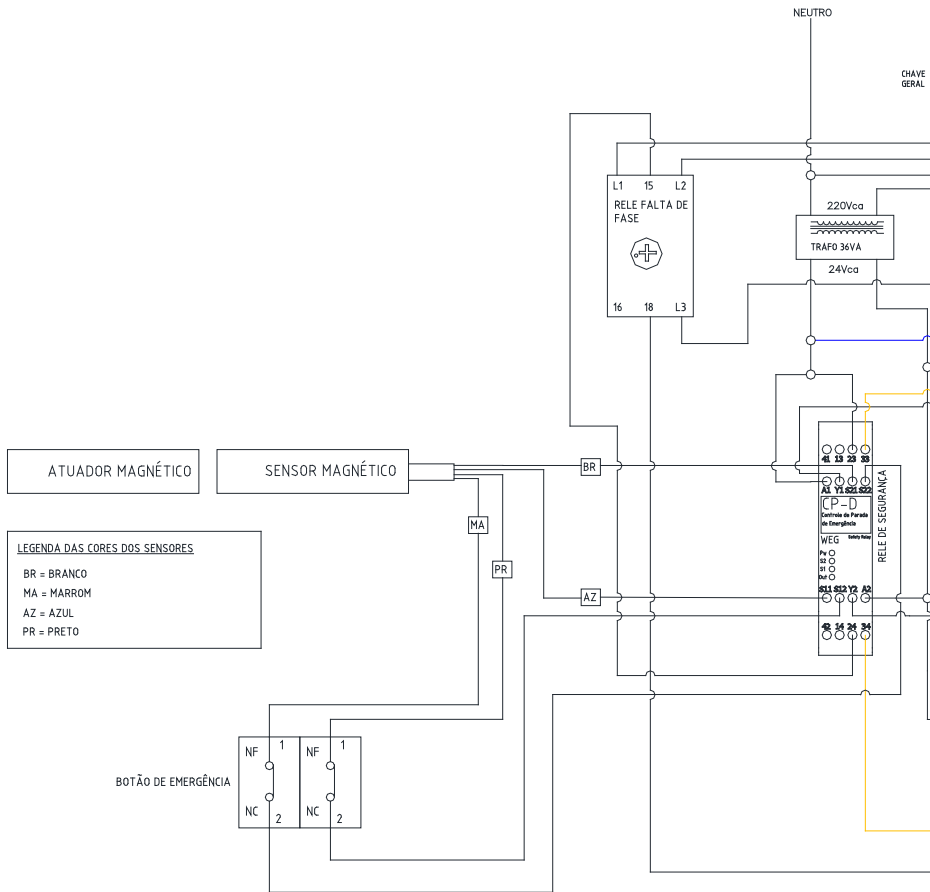 NEUTRO
CHAVE
GERAL
L1 15 L2
RELE FALTA DE
FASE
16 18 L3
220Vca
TRAFO 36VA
24Vca
ATUADOR MAGNÉTICO
SENSOR MAGNÉTICO
BR
MA
PR
AZ
LEGENDA DAS CORES DOS SENSORES
BR = BRANCO
MA = MARROM
AZ = AZUL
PR = PRETO
41 13 23 33
A1 Y1 S21 S22
CP-D
Controle de Parada
de Emergência
WEG
Safety Relay
Pw
S2
S1
Out
S11 S12 Y2 A2
42 14 24 34
RELE DE SEGURANÇA
BOTÃO DE EMERGÊNCIA
NF 1
NC 2
NF 1
NC 2